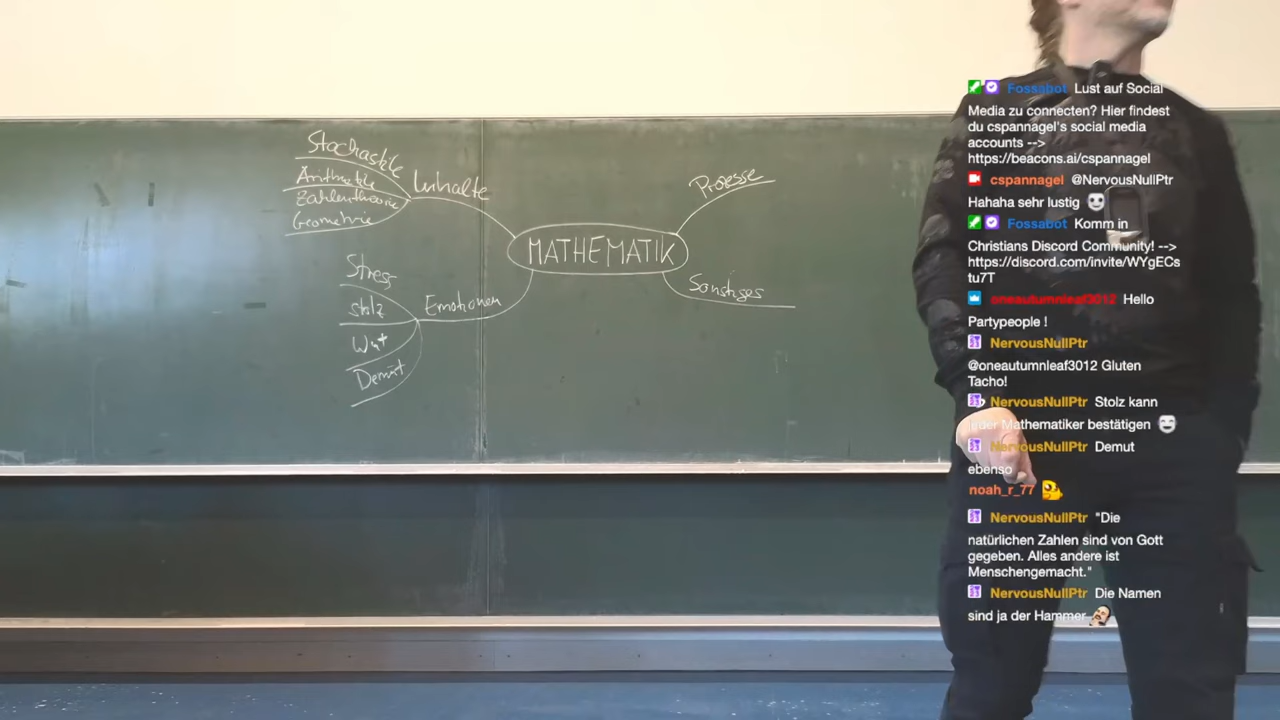 Stochastik
Arithmetik
Zahlentheorie
Geometrie
Inhalte
Stress
Stolz
Wut
Demut
Emotionen
MATHEMATIK
Prozesse
Sonstiges
Fossabot Lust auf Social
Media zu connecten? Hier findest
du cspannagel's social media
accounts -->
https://beacons.ai/cspannagel
cspannagel @NervousNullPtr
Hahaha sehr lustig
Fossabot Komm in
Christians Discord Community! -->
https://discord.com/invite/WYgECs
tu7T
oneautumnleaf3012 Hello
Partypeople !
NervousNullPtr
@oneautumnleaf3012 Gluten
Tacho!
NervousNullPtr Stolz kann
jeder Mathematiker bestätigen
NervousNullPtr Demut
ebenso
noah_r_77
NervousNullPtr "Die
natürlichen Zahlen sind von Gott
gegeben. Alles andere ist
Menschengemacht."
NervousNullPtr Die Namen
sind ja der Hammer